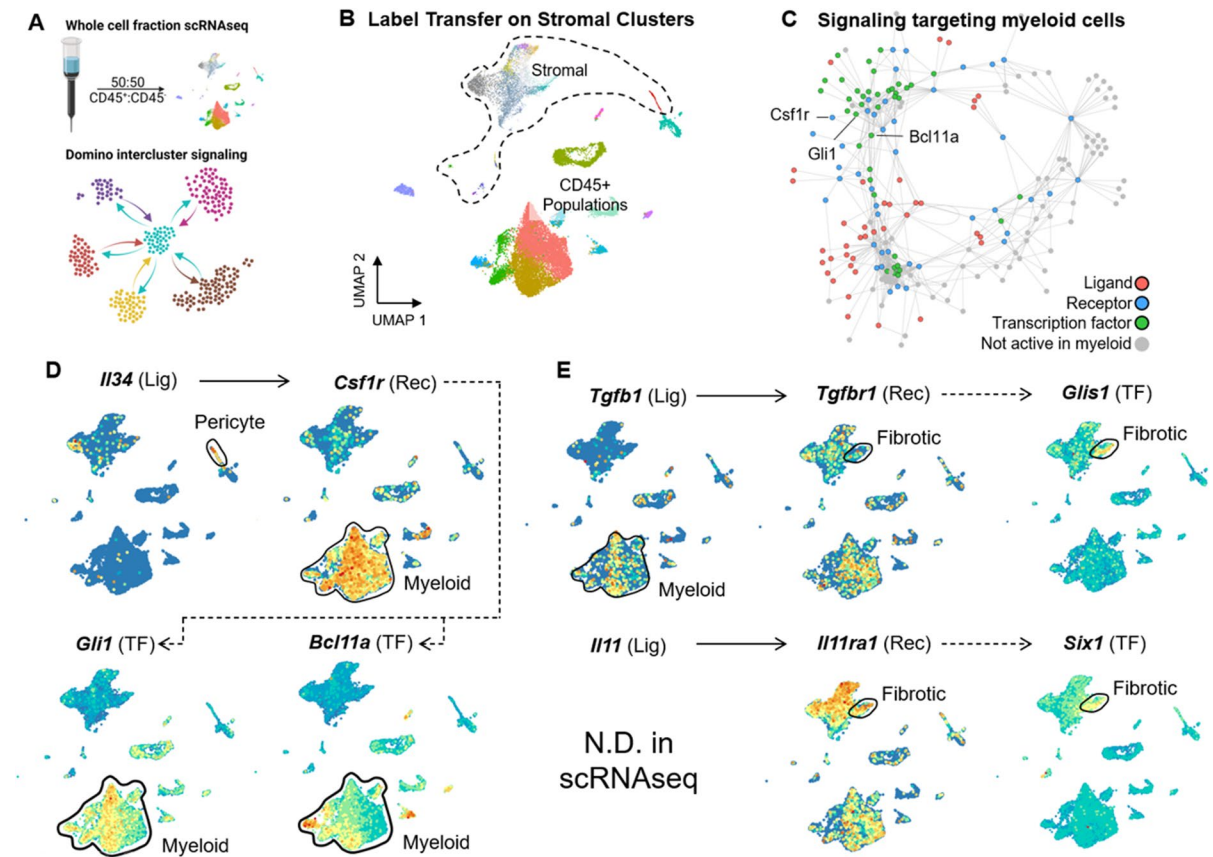 A
Whole cell fraction scRNAseq
50:50
CD45+:CD45-
Domino intercluster signaling
B Label Transfer on Stromal Clusters
Stromal
CD45+
Populations
UMAP 2
UMAP 1
C Signaling targeting myeloid cells
Csf1r
Gli1
Bcl11a
Ligand
Receptor
Transcription factor
Not active in myeloid
D
Il34 (Lig)
Csf1r (Rec)
Pericyte
Myeloid
Gli1 (TF)
Bcl11a (TF)
Myeloid
Myeloid
E
Tgfb1 (Lig)
Tgfbr1 (Rec)
Glis1 (TF)
Fibrotic
Fibrotic
Myeloid
Il11 (Lig)
Il11ra1 (Rec)
Six1 (TF)
Fibrotic
Fibrotic
N.D. in
scRNAseq